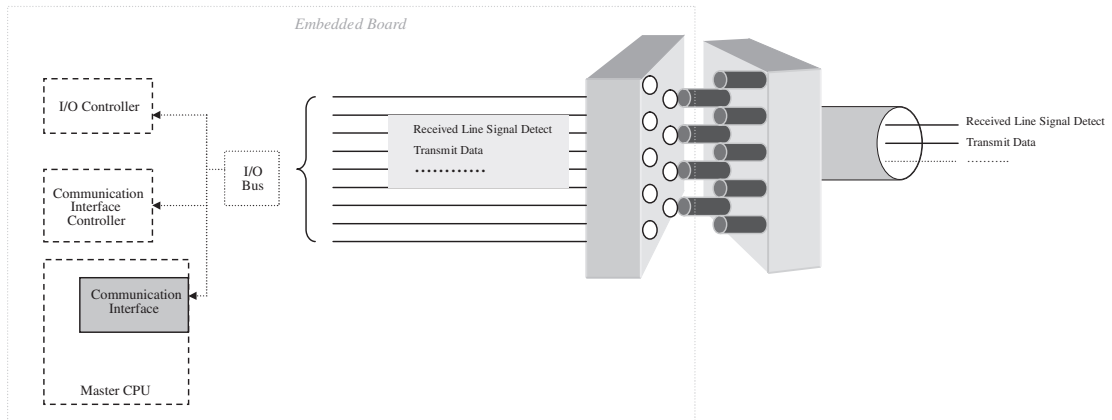 Embedded Board
I/O Controller
Communication
Interface
Controller
Communication
Interface
Master CPU
I/O
Bus
Received Line Signal Detect
Transmit Data
............
Received Line Signal Detect
Transmit Data
..........